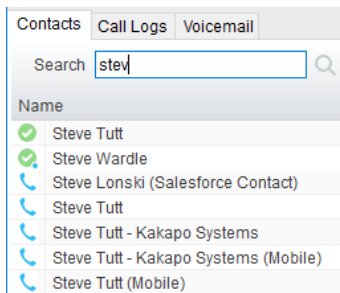 Contacts Call Logs Voicemail
Search stev
Name
Steve Tutt
Steve Wardle
Steve Lonski (Salesforce Contact)
Steve Tutt
Steve Tutt - Kakapo Systems
Steve Tutt - Kakapo Systems (Mobile)
Steve Tutt (Mobile)